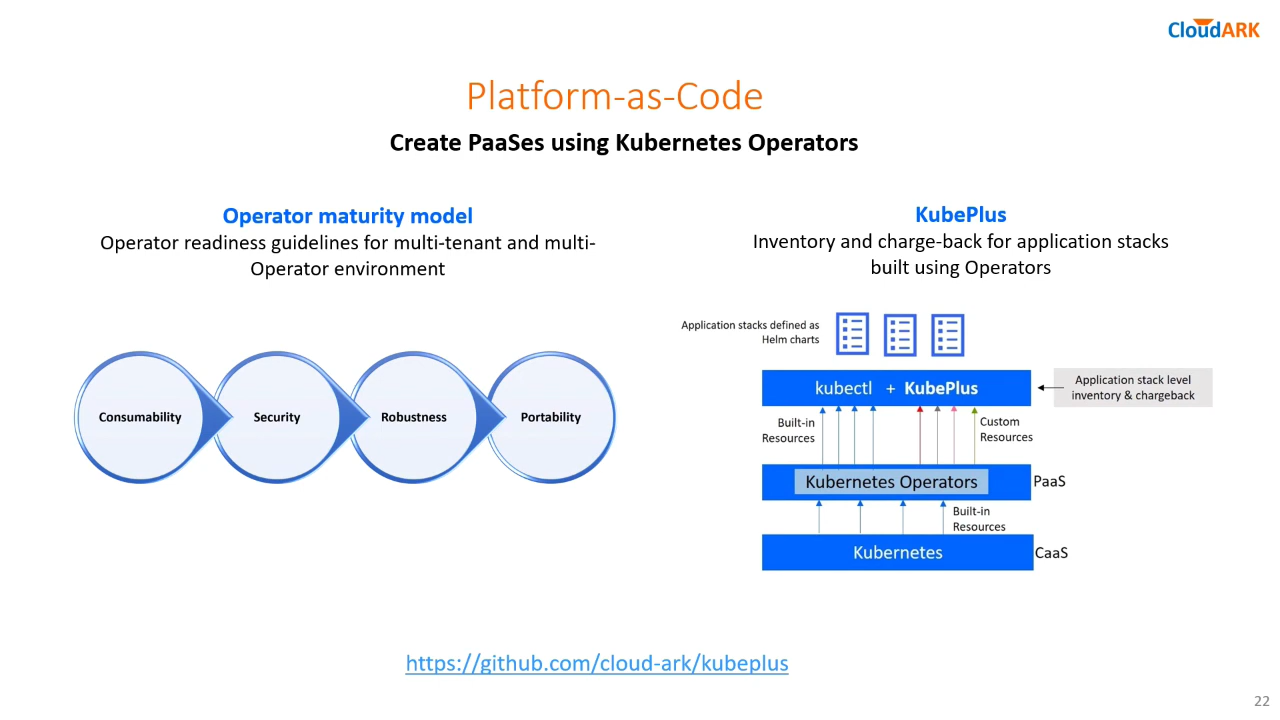 CloudARK
Platform-as-Code
Create PaaSes using Kubernetes Operators
Operator maturity model
Operator readiness guidelines for multi-tenant and multi-
Operator environment
Consumability
Security
Robustness
Portability
KubePlus
Inventory and charge-back for application stacks
built using Operators
Application stacks defined as
Helm charts
kubectl + KubePlus
Application stack level
inventory & chargeback
Built-in
Resources
Custom
Resources
Kubernetes Operators
PaaS
Built-in
Resources
Kubernetes
CaaS
https://github.com/cloud-ark/kubeplus
22